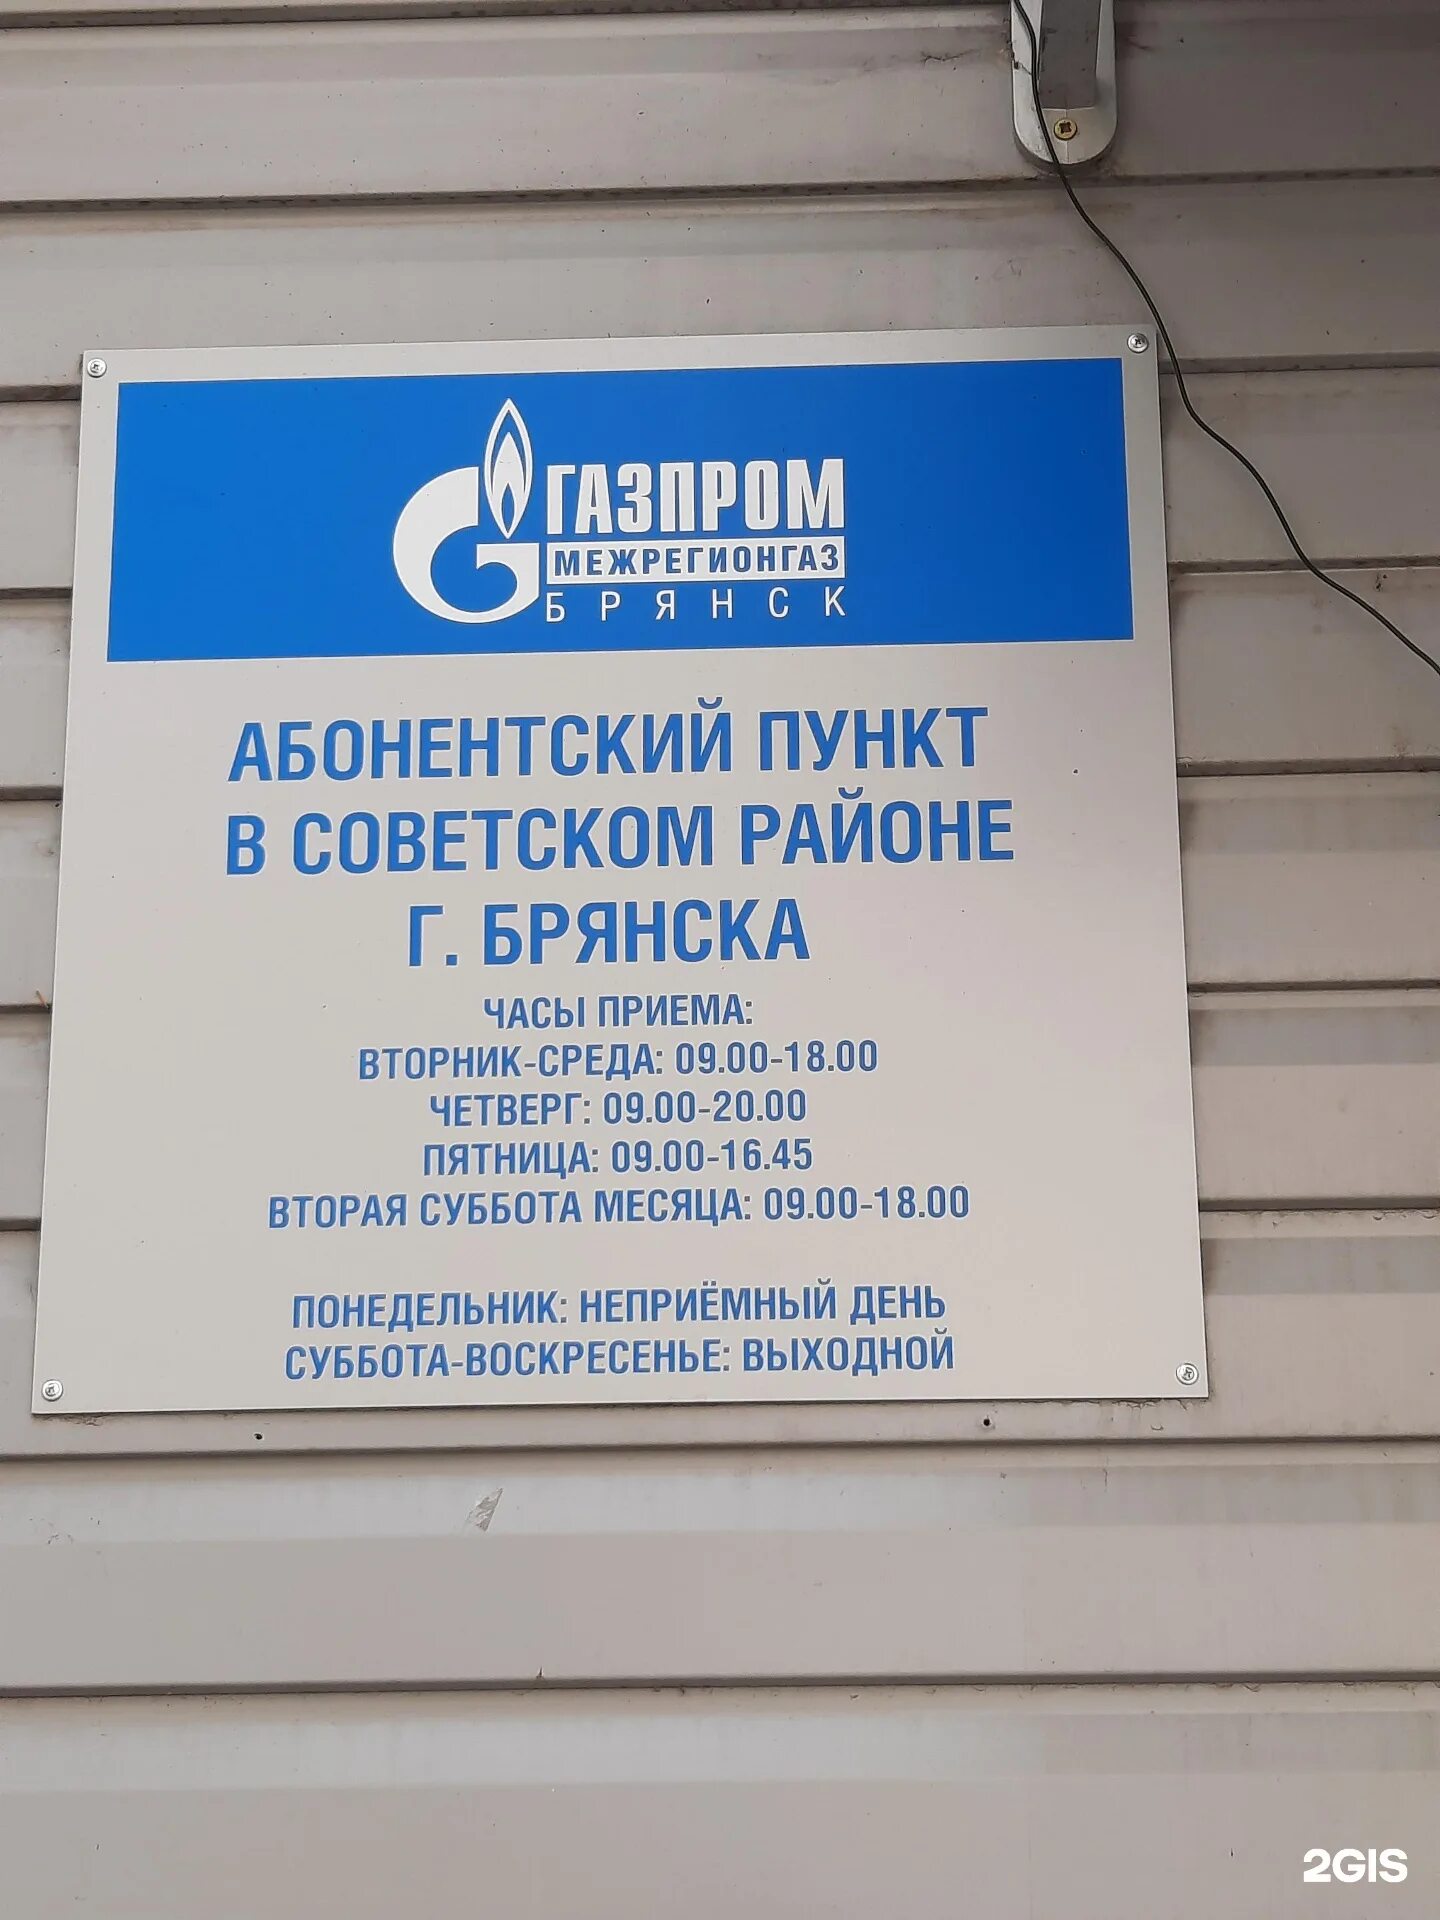 ГАЗПРОМ
МЕЖРЕГИОНГАЗ
БРЯНСК
АБОНЕНТСКИЙ ПУНКТ
В СОВЕТСКОМ РАЙОНЕ
Г. БРЯНСКА
ЧАСЫ ПРИЕМА:
ВТОРНИК-СРЕДА: 09.00-18.00
ЧЕТВЕРГ: 09.00-20.00
ПЯТНИЦА: 09.00-16.45
ВТОРАЯ СУББОТА МЕСЯЦА: 09.00-18.00
ПОНЕДЕЛЬНИК: НЕПРИЁМНЫЙ ДЕНЬ
СУББОТА-ВОСКРЕСЕНЬЕ: ВЫХОДНОЙ
2GIS